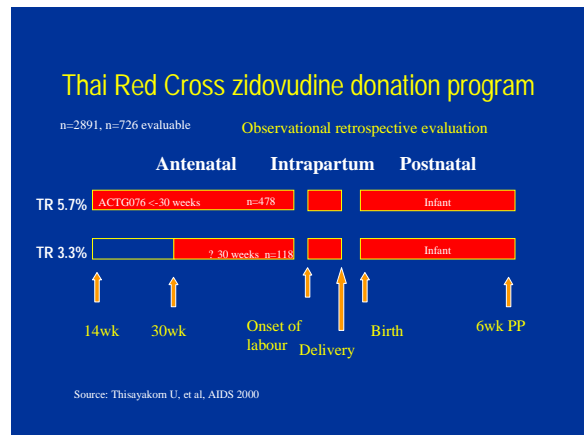 Thai Red Cross zidovudine donation program
n=2891, n=726 evaluable
Observational retrospective evaluation
Antenatal Intrapartum Postnatal
TR 5.7% ACTG076 <-30 weeks n=478 Infant
TR 3.3% ? 30 weeks n=118 Infant
14wk 30wk Onset of labour Delivery Birth 6wk PP
Source: Thisayakorn U, et al, AIDS 2000